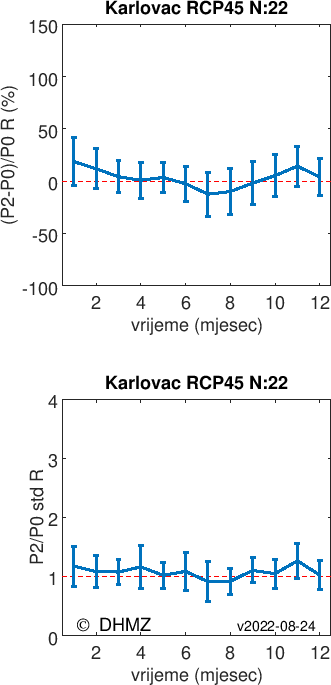 Karlovac RCP45 N:22
(P2-P0)/P0 R (%)
150
100
50
0
-50
-100
2 4 6 8 10 12
vrijeme (mjesec)
Karlovac RCP45 N:22
P2/P0 std R
4
3
2
1
0
© DHMZ
v2022-08-24
2 4 6 8 10 12
vrijeme (mjesec)